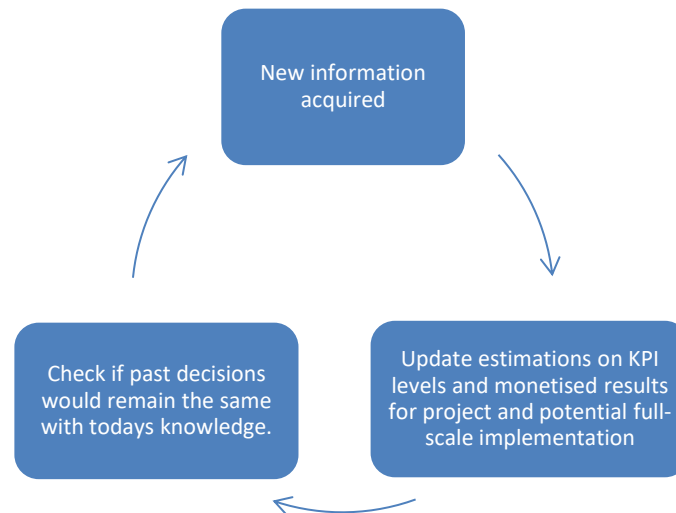 New information
acquired
Update estimations on KPI
levels and monetised results
for project and potential full-
scale implementation
Check if past decisions
would remain the same
with todays knowledge.